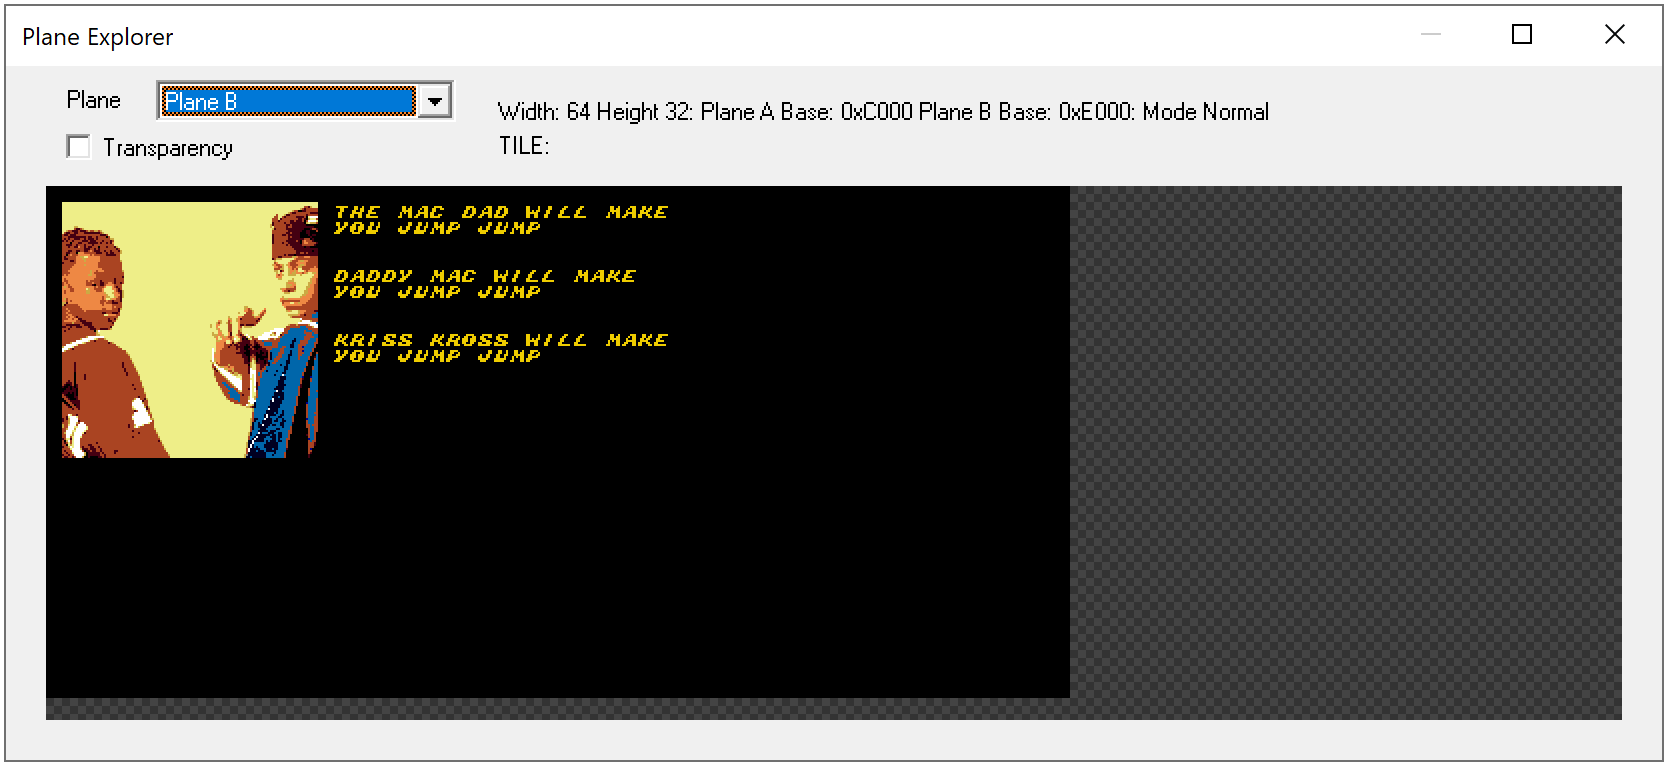 Plane Explorer
Plane
Plane B
Width: 64 Height 32: Plane A Base: 0xC000 Plane B Base: 0xE000: Mode Normal
Transparency
TILE:
THE MAC DAD WILL MAKE
YOU JUMP JUMP
DADDY MAC WILL MAKE
YOU JUMP JUMP
KRISS KROSS WILL MAKE
YOU JUMP JUMP